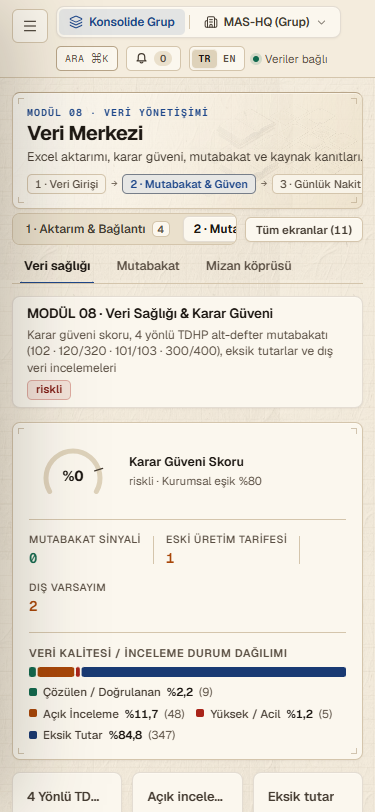 Konsolide Grup
MAS-HQ (Grup)
ARA ⌘K
0
TR EN
Veriler bağlı
MODÜL 08 · VERİ YÖNETİŞİMİ
Veri Merkezi
Excel aktarımı, karar güveni, mutabakat ve kaynak kanıtları.
1 · Veri Girişi → 2 · Mutabakat & Güven → 3 · Günlük Nakit
1 · Aktarım & Bağlantı 4
2 · Muta
Tüm ekranlar (11)
Veri sağlığı
Mutabakat
Mizan köprüsü
MODÜL 08 · Veri Sağlığı & Karar Güveni
Karar güveni skoru, 4 yönlü TDHP alt-defter mutabakatı
(102 · 120/320 · 101/103 · 300/400), eksik tutarlar ve dış
veri incelemeleri
riskli
%0
Karar Güveni Skoru
riskli · Kurumsal eşik %80
MUTABAKAT SİNYALİ
0
ESKİ ÜRETİM TARİFESİ
1
DIŞ VARSAYIM
2
VERİ KALİTESİ / İNCELEME DURUM DAĞILIMI
Çözülen / Doğrulanan %2,2 (9)
Açık İnceleme %11,7 (48)
Yüksek / Acil %1,2 (5)
Eksik Tutar %84,8 (347)
4 Yönlü TD...
Açık incele...
Eksik tutar